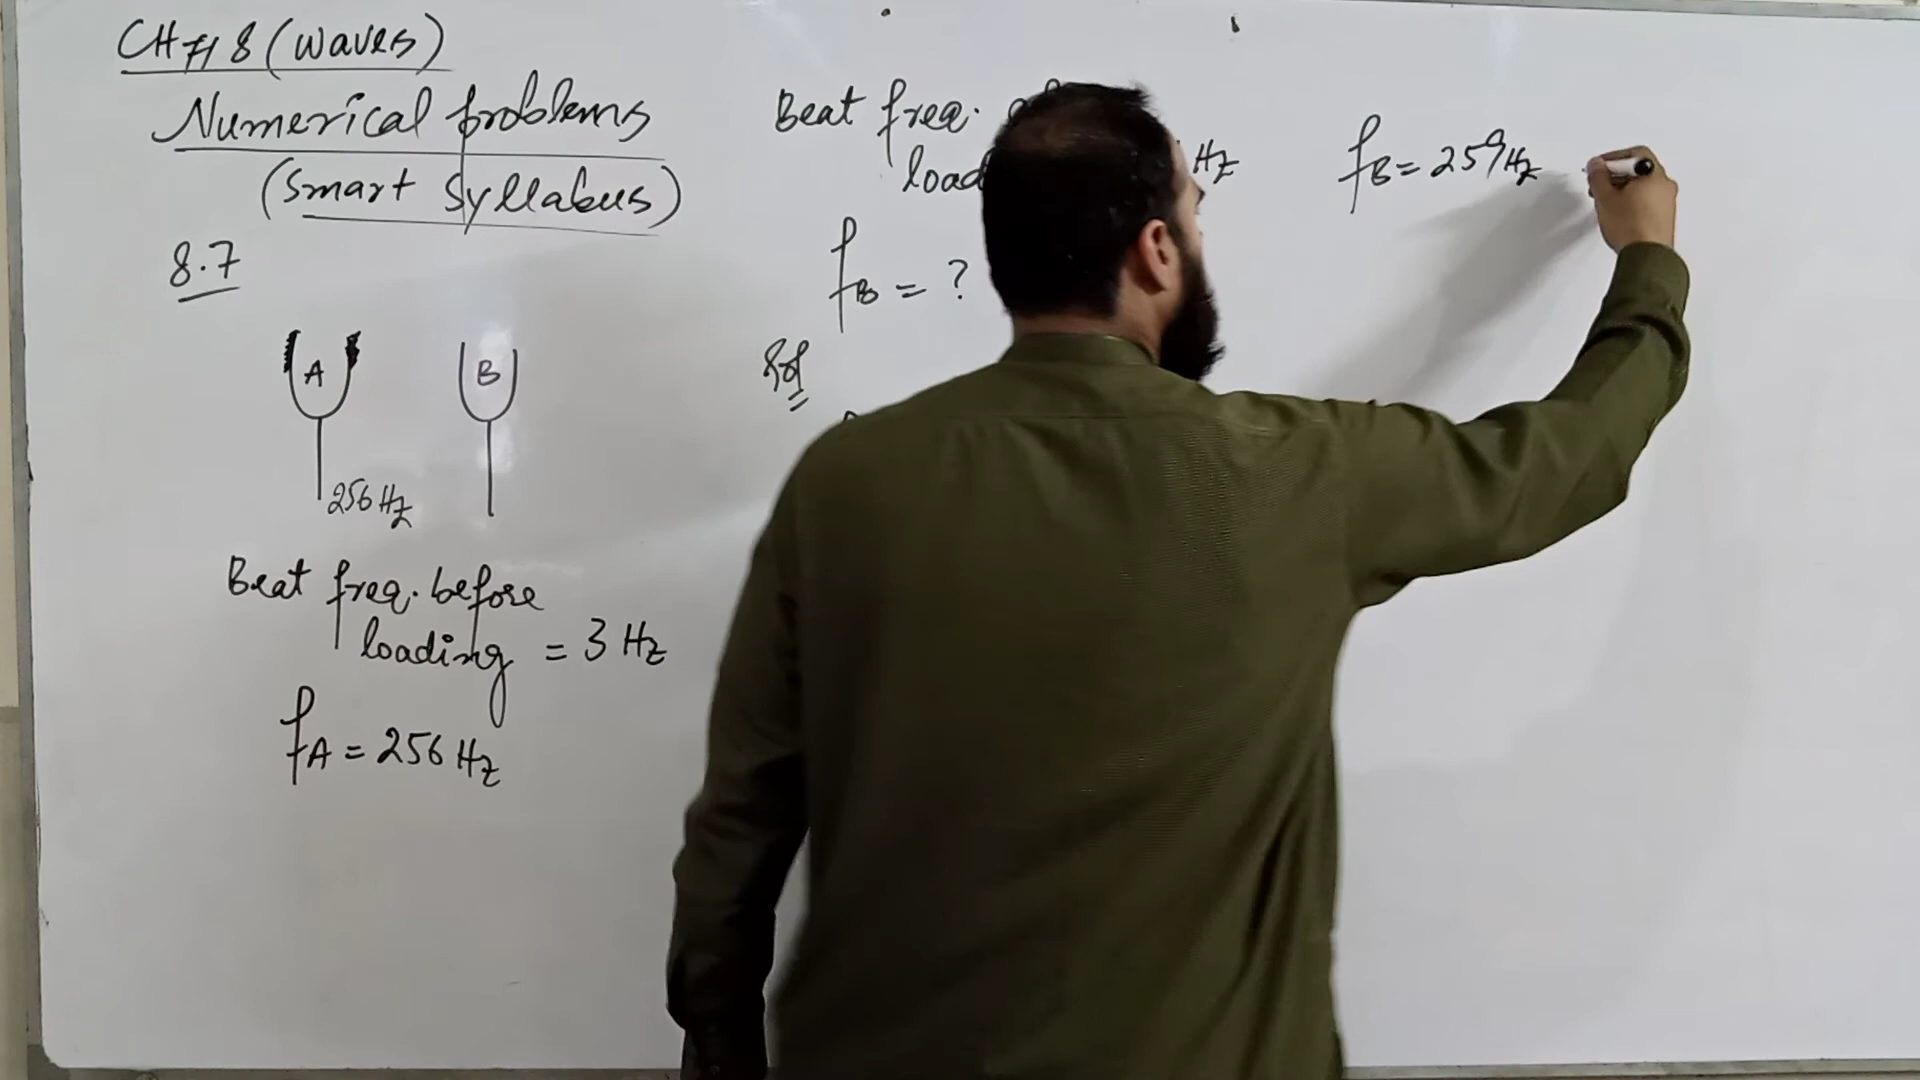 CH#8 (waves)
Numerical problems
(Smart Syllabus)
8.7
A
B
256 Hz
Beat freq. before
loading = 3 Hz
fA = 256 Hz
Beat freq.
Hz
fB = ?
Sol
fB = 259 Hz